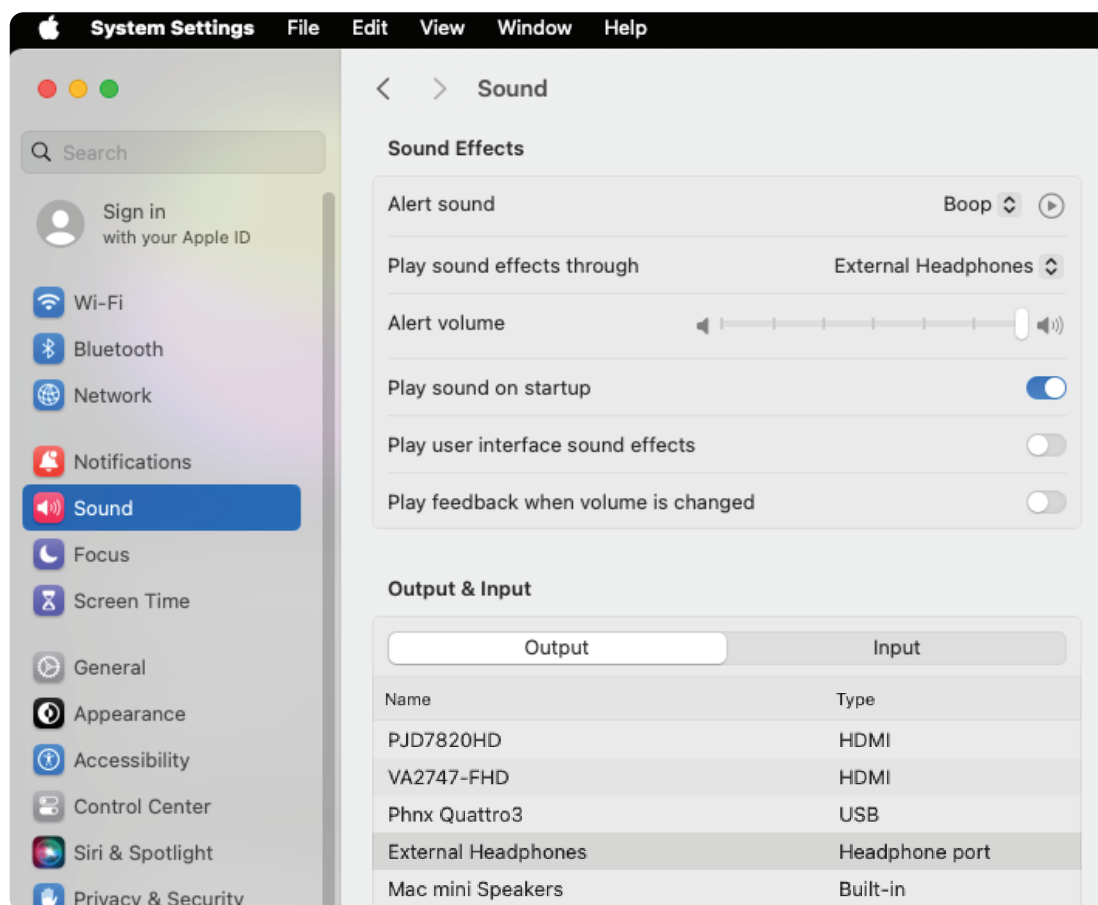 System Settings File Edit View Window Help
Search
Sign in
with your Apple ID
Wi-Fi
Bluetooth
Network
Notifications
Sound
Focus
Screen Time
General
Appearance
Accessibility
Control Center
Siri & Spotlight
Privacy & Security
Sound
Sound Effects
Alert sound Boop
Play sound effects through External Headphones
Alert volume
Play sound on startup
Play user interface sound effects
Play feedback when volume is changed
Output & Input
Output Input
Name Type
PJD7820HD HDMI
VA2747-FHD HDMI
Phnx Quattro3 USB
External Headphones Headphone port
Mac mini Speakers Built-in